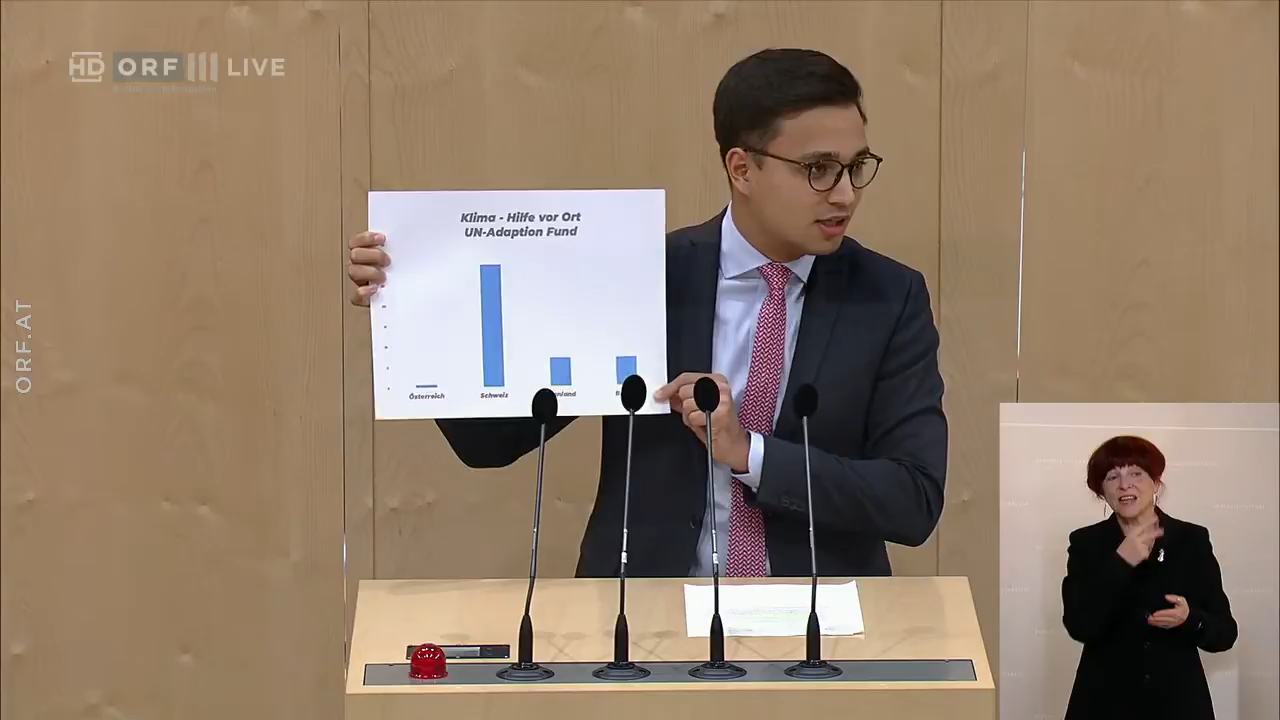 HD ORF III LIVE
Klima - Hilfe vor Ort
UN-Adaption Fund
Österreich
Schweiz
ORF.AT